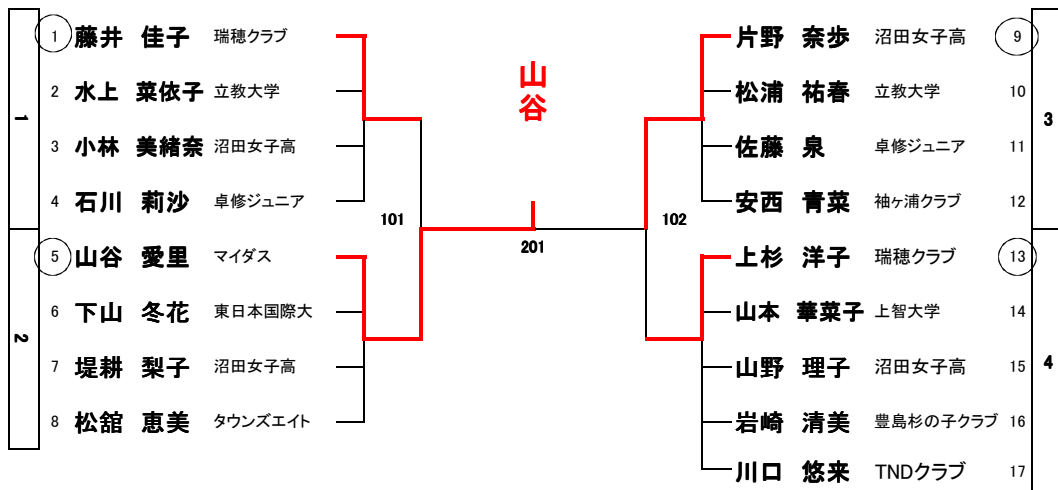 1
1 藤井 佳子 瑞穂クラブ
2 水上 菜依子 立教大学
3 小林 美緒奈 沼田女子高
4 石川 莉沙 卓修ジュニア
2
5 山谷 愛里 マイダス
6 下山 冬花 東日本国際大
7 堤耕 梨子 沼田女子高
8 松舘 恵美 タウンズエイト
101
山谷
201
102
片野 奈歩 沼田女子高 9
松浦 祐春 立教大学 10
佐藤 泉 卓修ジュニア 11
安西 青菜 袖ヶ浦クラブ 12
3
上杉 洋子 瑞穂クラブ 13
山本 華菜子 上智大学 14
山野 理子 沼田女子高 15
岩崎 清美 豊島杉の子クラブ 16
川口 悠来 TNDクラブ 17
4